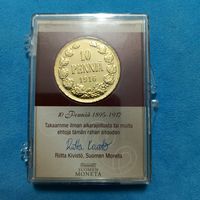 10
PENNIÄ
1916
10 Penniä 1895-1917
Takaamme ilman aikarajoitusta tai muita
ehtoja tämän rahan aitouden
Riitta Kivistö, Suomen Moneta
SUOMEN
MONETA